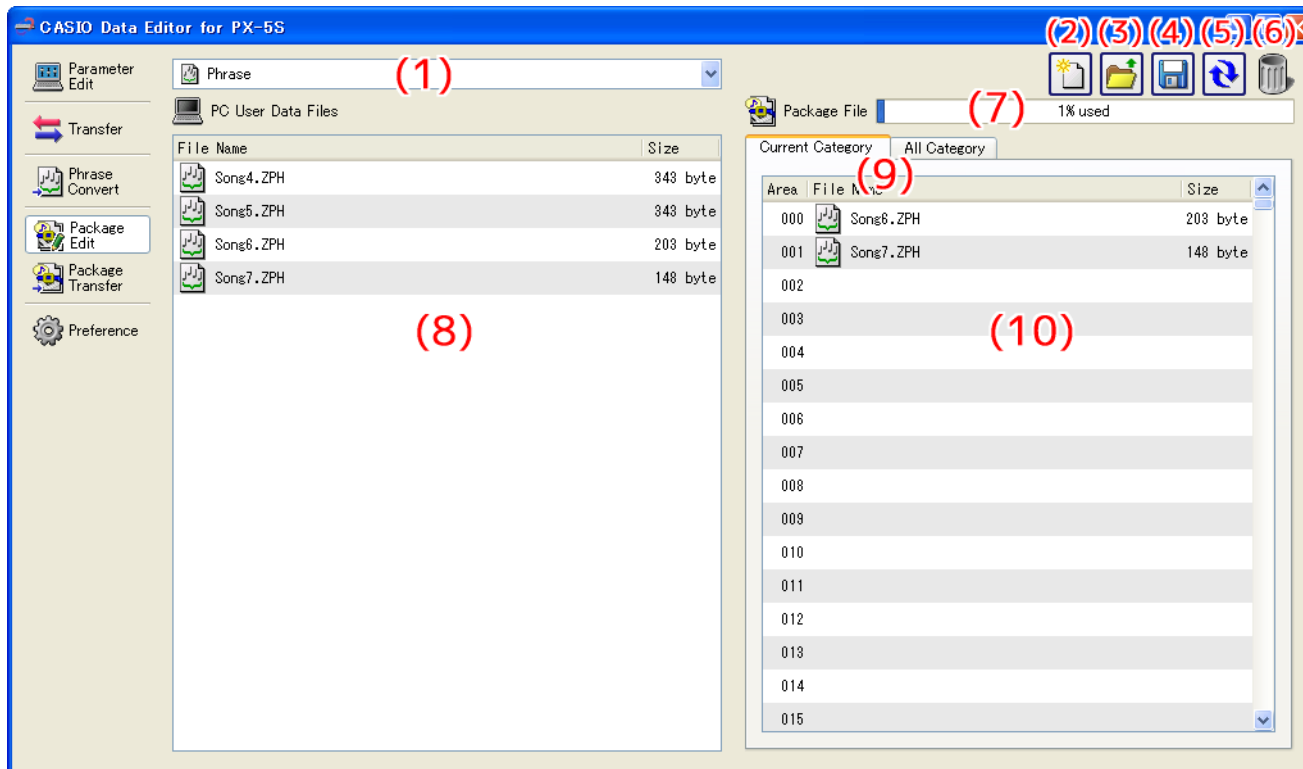 CASIO Data Editor for PX-5S
(2) (3) (4) (5) (6)
Parameter
Edit
Transfer
Phrase
Convert
Package
Edit
Package
Transfer
Preference
Phrase
(1)
PC User Data Files
File Name Size
Song4.ZPH 343 byte
Song5.ZPH 343 byte
Song6.ZPH 203 byte
Song7.ZPH 148 byte
(8)
Package File (7) 1% used
Current Category All Category
(9)
Area File Name Size
000 Song6.ZPH 203 byte
001 Song7.ZPH 148 byte
002
003
(10)
004
005
006
007
008
009
010
011
012
013
014
015